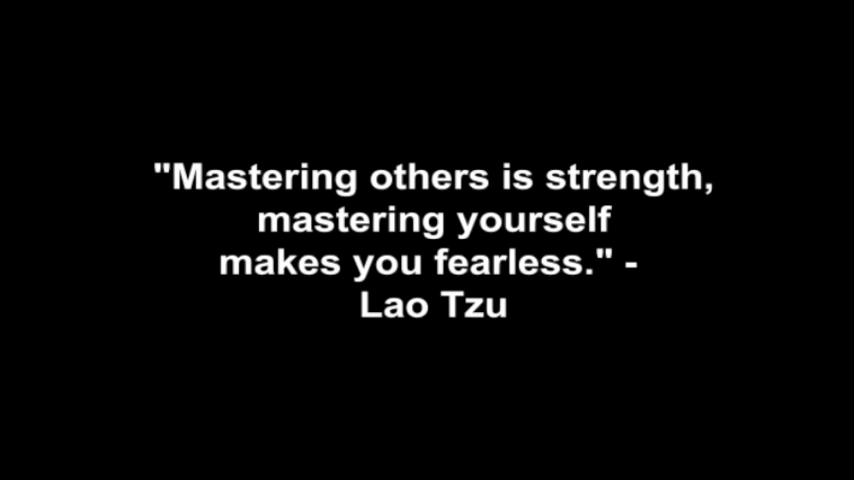 "Mastering others is strength,
mastering yourself
makes you fearless." -
Lao Tzu